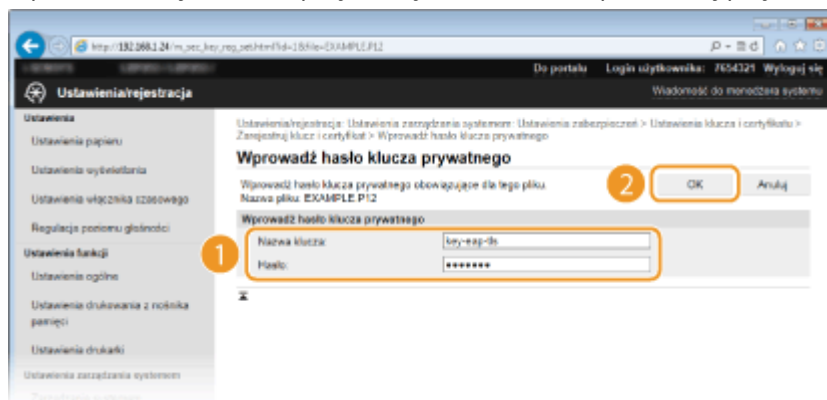 http://192.168.1.24/m_sec_key_reg_set.html?id=18&file=EXAMPLE.P12
Do portalu Login użytkownika: 7654321 Wyloguj się
Ustawienia/rejestracja
Wiadomość do menedżera systemu
Ustawienia
Ustawienia papieru
Ustawienia wyświetlania
Ustawienia włącznika czasowego
Regulacja poziomu głośności
Ustawienia funkcji
Ustawienia ogólne
Ustawienia drukowania z nośnika
pamięci
Ustawienia drukarki
Ustawienia zarządzania systemem
Zarządzanie systemem
Ustawienia/rejestracja: Ustawienia zarządzania systemem: Ustawienia zabezpieczeń > Ustawienia klucza i certyfikatu >
Zarejestruj klucz i certyfikat > Wprowadź hasło klucza prywatnego
Wprowadź hasło klucza prywatnego
Wprowadź hasło klucza prywatnego obowiązujące dla tego pliku.
Nazwa pliku: EXAMPLE.P12
2
OK
Anuluj
Wprowadź hasło klucza prywatnego
1
Nazwa klucza: key-eap-tls
Hasło: •••••••